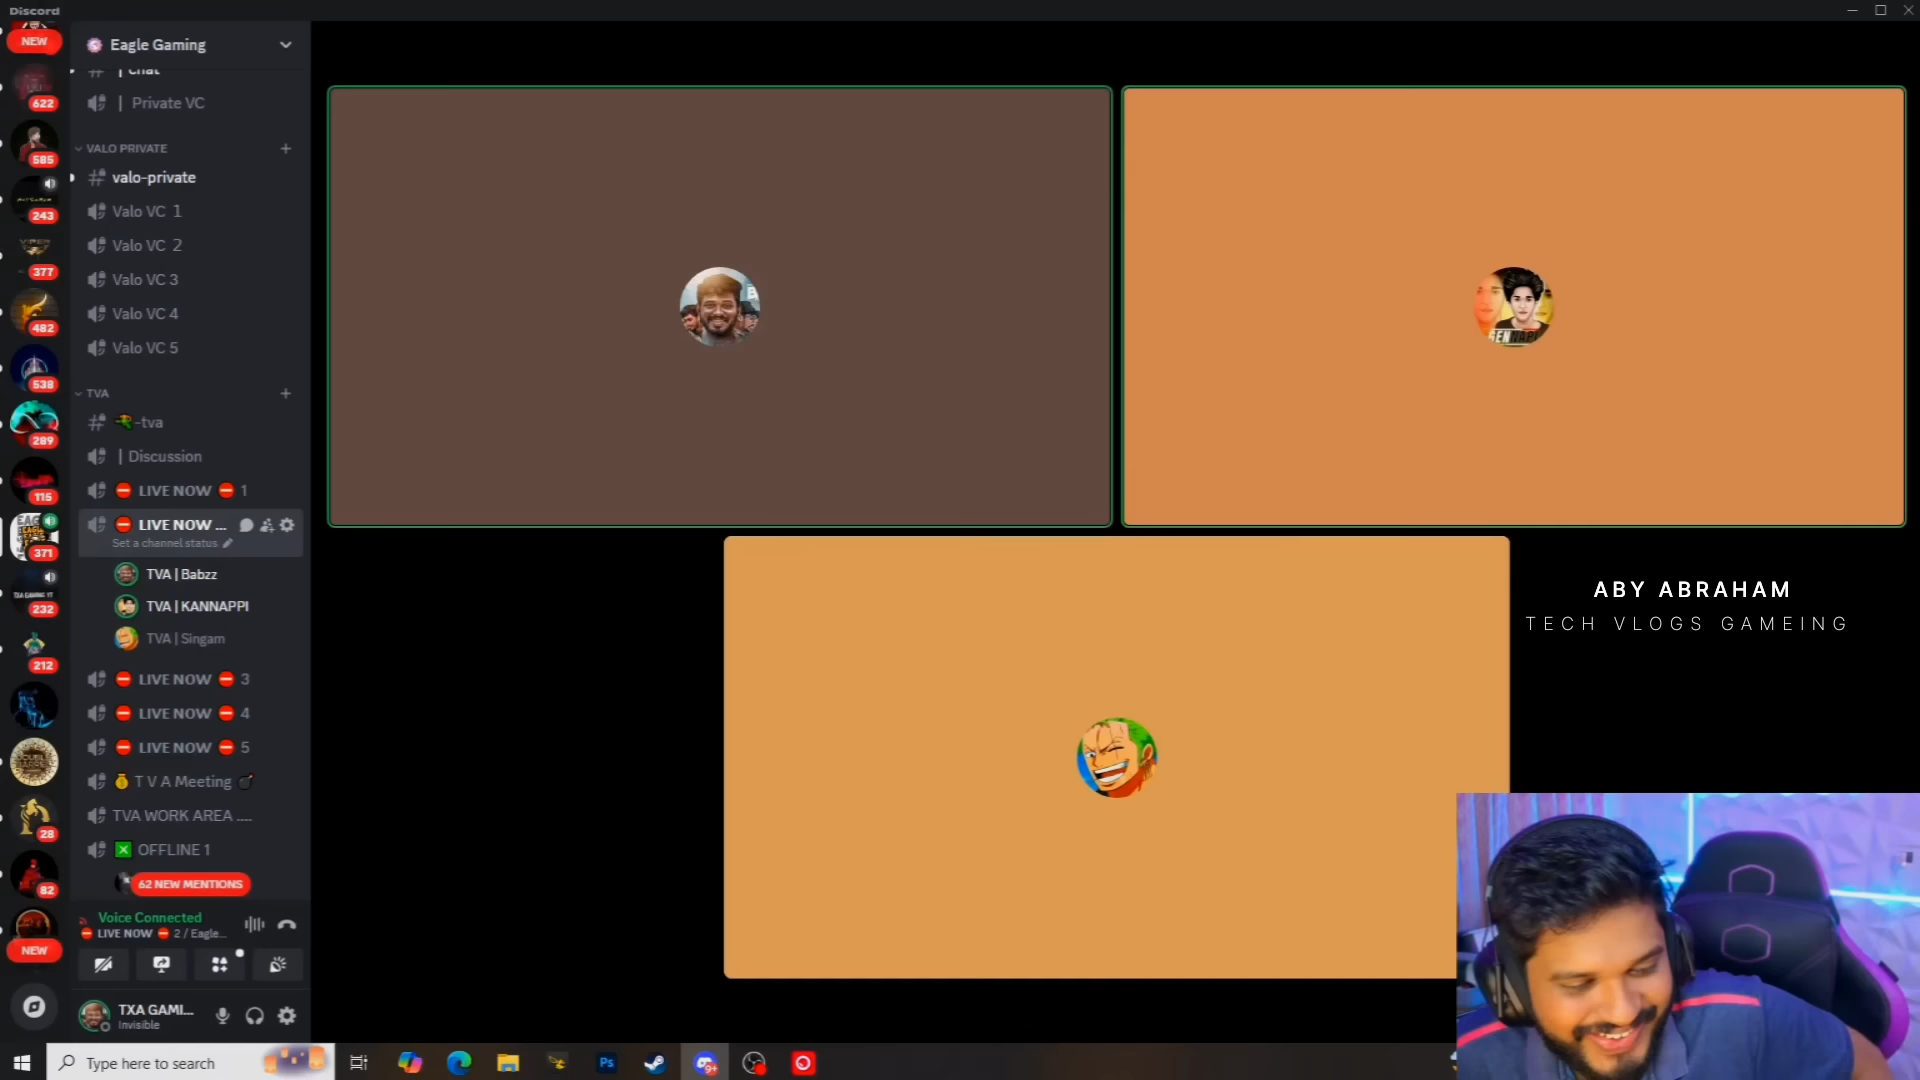 Discord
NEW
622
585
243
377
482
538
289
115
371
232
212
28
82
NEW
Eagle Gaming
| chat
| Private VC
VALO PRIVATE
valo-private
Valo VC 1
Valo VC 2
Valo VC 3
Valo VC 4
Valo VC 5
TVA
-tva
| Discussion
LIVE NOW 1
LIVE NOW ...
Set a channel status
TVA | Babzz
TVA | KANNAPPI
TVA | Singam
LIVE NOW 3
LIVE NOW 4
LIVE NOW 5
T V A Meeting
TVA WORK AREA ....
OFFLINE 1
62 NEW MENTIONS
Voice Connected
LIVE NOW 2 / Eagle...
TXA GAMI...
Invisible
ABY ABRAHAM
TECH VLOGS GAMEING
Type here to search
Ps
9+